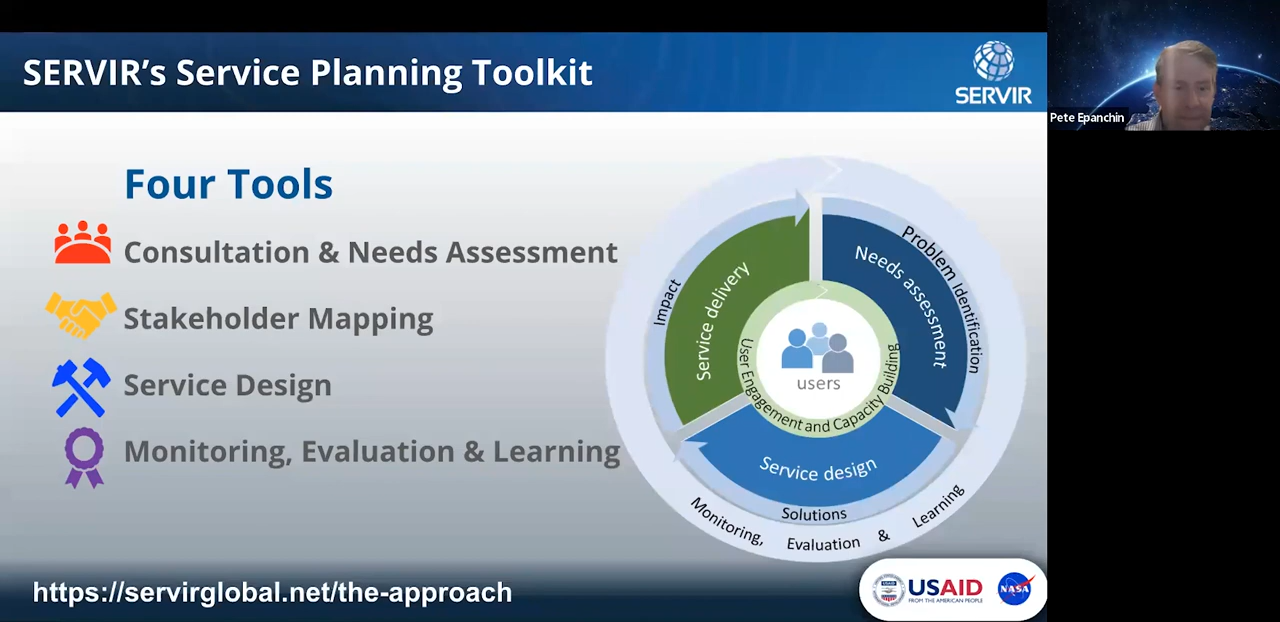 SERVIR's Service Planning Toolkit
SERVIR
Pete Epanchin
Four Tools
Consultation & Needs Assessment
Stakeholder Mapping
Service Design
Monitoring, Evaluation & Learning
Impact
Service delivery
Needs assessment
Problem Identification
users
User Engagement and Capacity Building
Service design
Solutions
Monitoring, Evaluation & Learning
https://servirglobal.net/the-approach
USAID
FROM THE AMERICAN PEOPLE
NASA